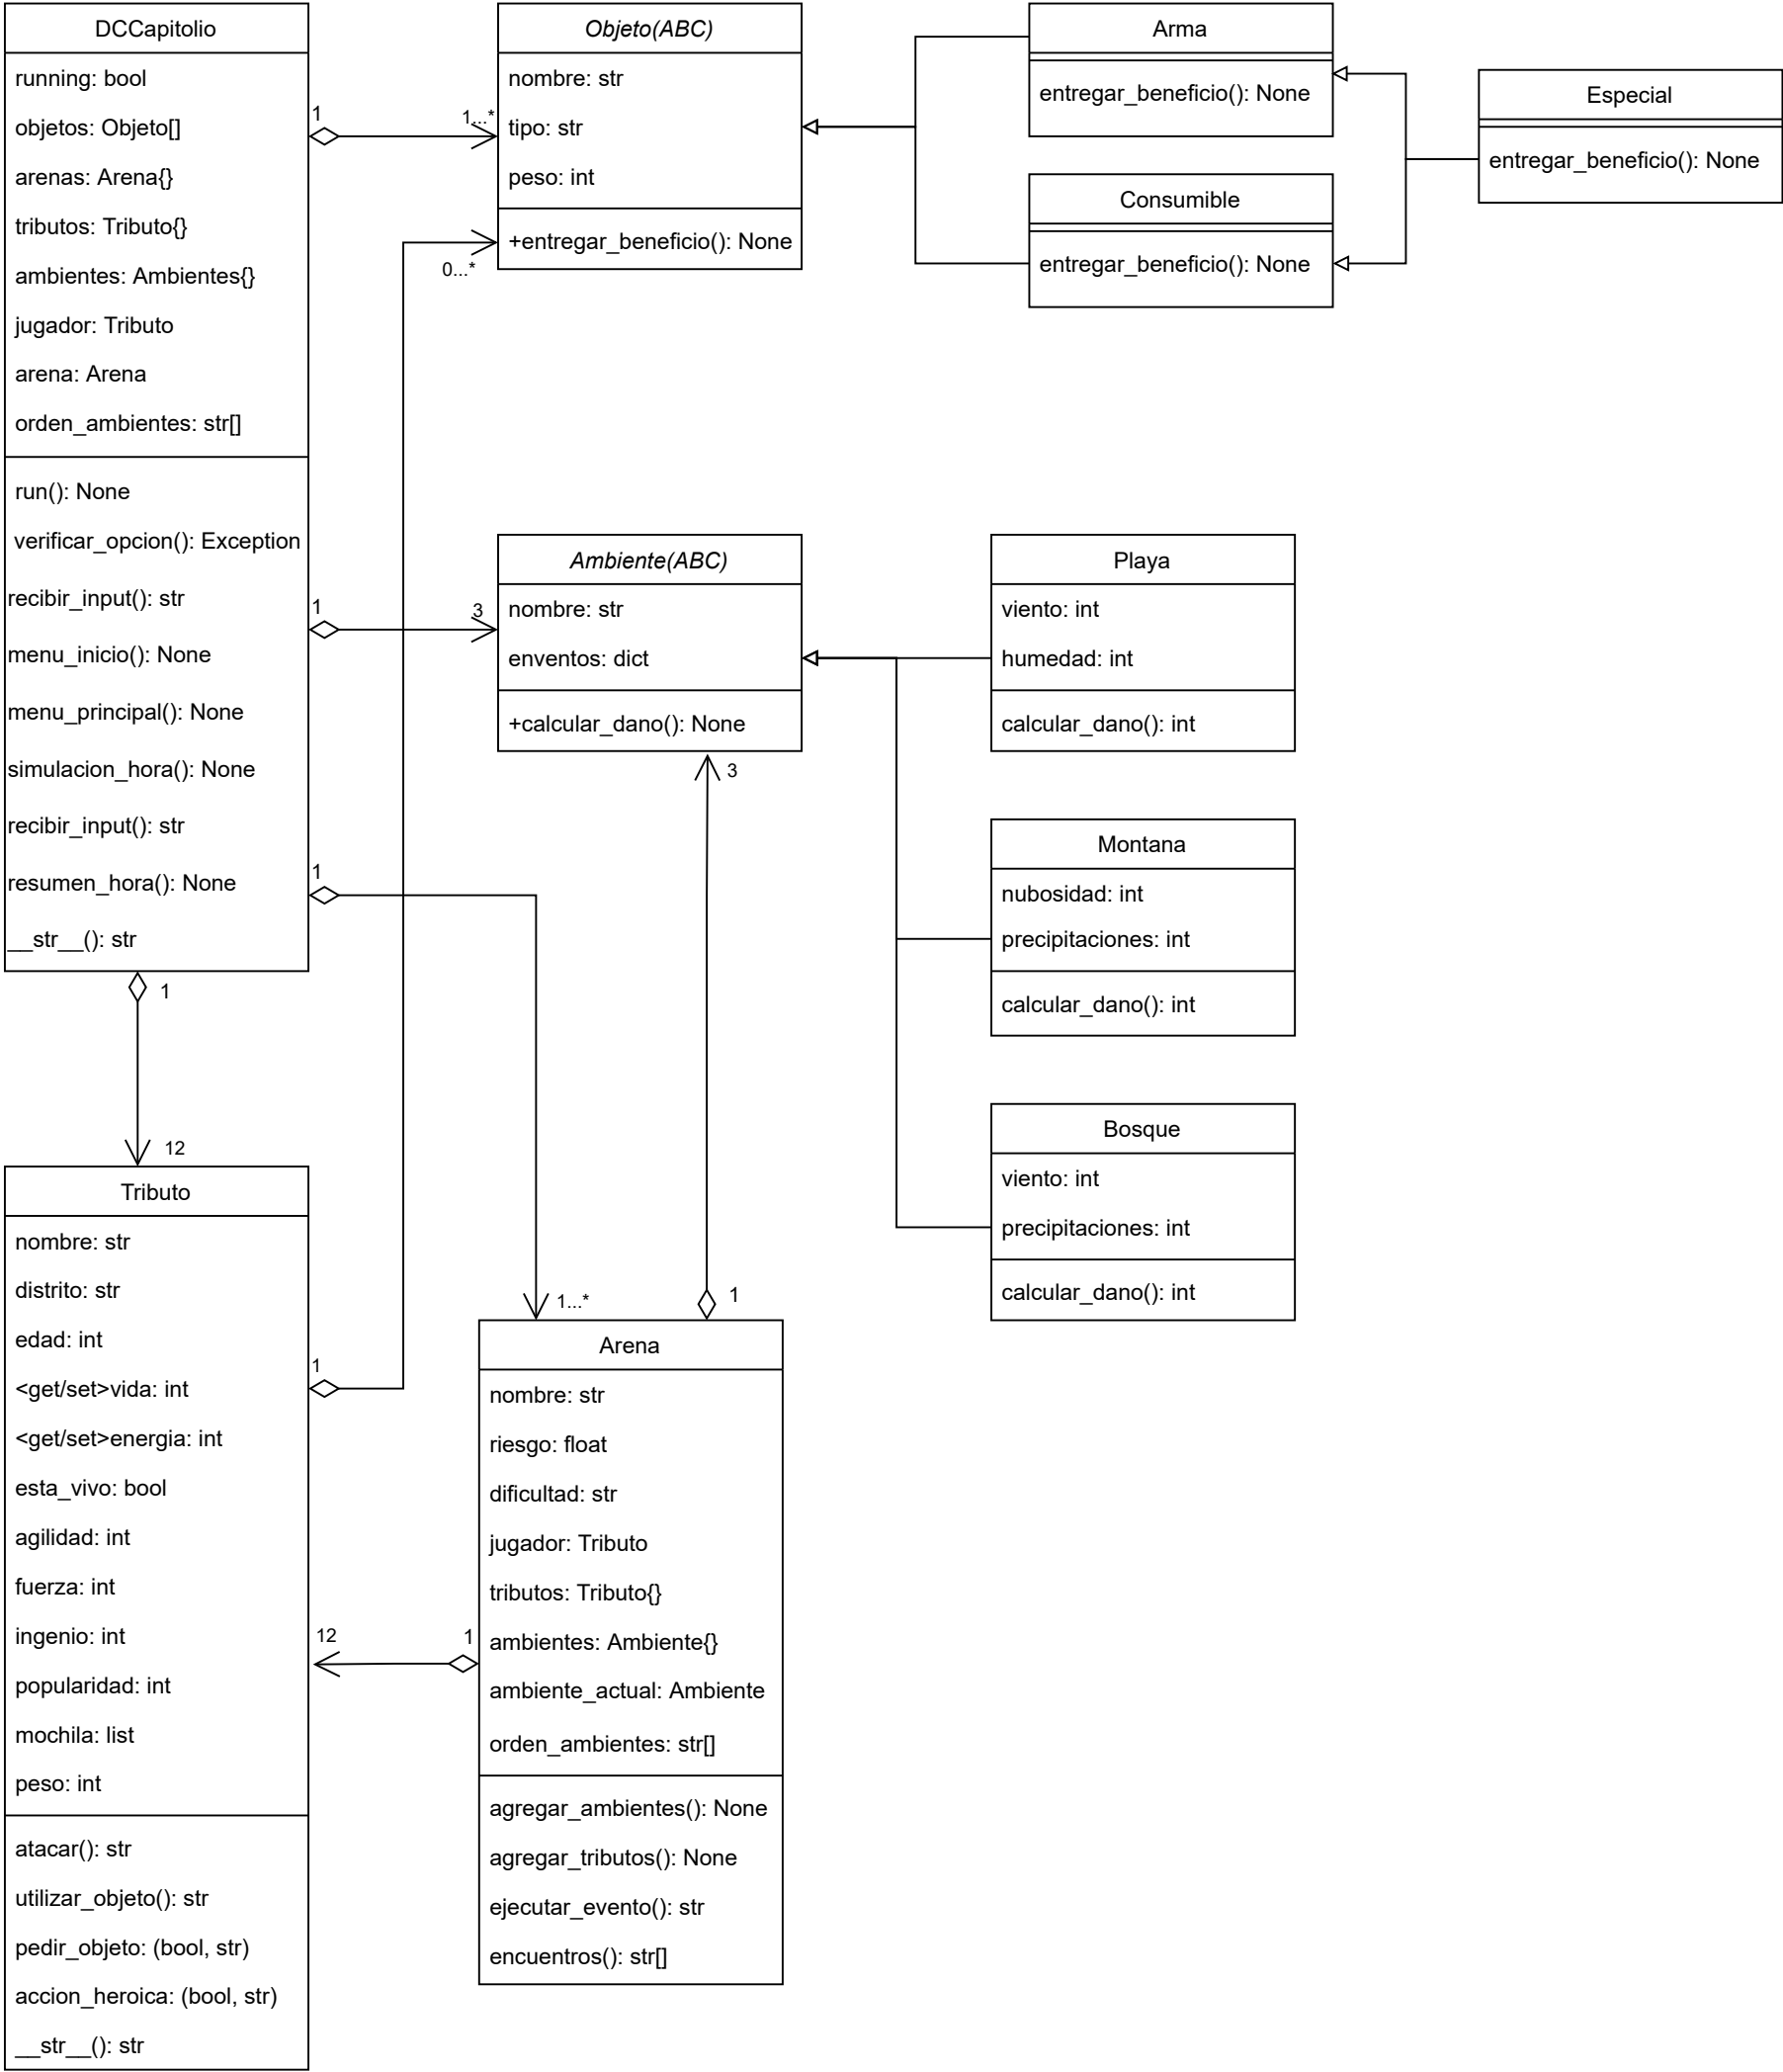 DCCapitolio
running: bool
objetos: Objeto[]
arenas: Arena{}
tributos: Tributo{}
ambientes: Ambientes{}
jugador: Tributo
arena: Arena
orden_ambientes: str[]
run(): None
verificar_opcion(): Exception
recibir_input(): str
menu_inicio(): None
menu_principal(): None
simulacion_hora(): None
recibir_input(): str
resumen_hora(): None
__str__(): str
1
1...*
1
3
1
1...*
1
12
Objeto(ABC)
nombre: str
tipo: str
peso: int
+entregar_beneficio(): None
0...*
Arma
entregar_beneficio(): None
Consumible
entregar_beneficio(): None
Especial
entregar_beneficio(): None
Ambiente(ABC)
nombre: str
enventos: dict
+calcular_dano(): None
3
Playa
viento: int
humedad: int
calcular_dano(): int
Montana
nubosidad: int
precipitaciones: int
calcular_dano(): int
Bosque
viento: int
precipitaciones: int
calcular_dano(): int
Tributo
nombre: str
distrito: str
edad: int
<get/set>vida: int
<get/set>energia: int
esta_vivo: bool
agilidad: int
fuerza: int
ingenio: int
popularidad: int
mochila: list
peso: int
atacar(): str
utilizar_objeto(): str
pedir_objeto: (bool, str)
accion_heroica: (bool, str)
__str__(): str
1
12
1
1
Arena
nombre: str
riesgo: float
dificultad: str
jugador: Tributo
tributos: Tributo{}
ambientes: Ambiente{}
ambiente_actual: Ambiente
orden_ambientes: str[]
agregar_ambientes(): None
agregar_tributos(): None
ejecutar_evento(): str
encuentros(): str[]